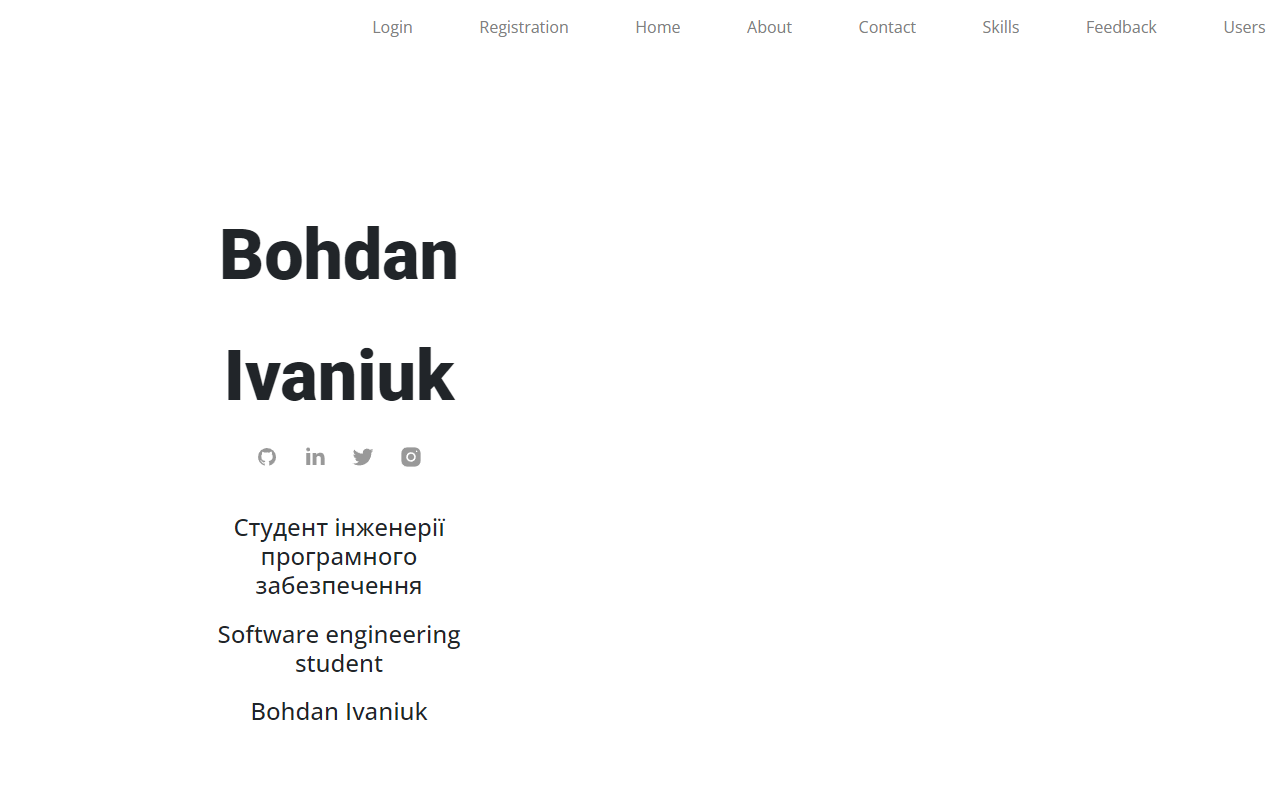 Login Registration Home About Contact Skills Feedback Users
Bohdan
Ivaniuk
Студент інженерії
програмного
забезпечення
Software engineering
student
Bohdan Ivaniuk